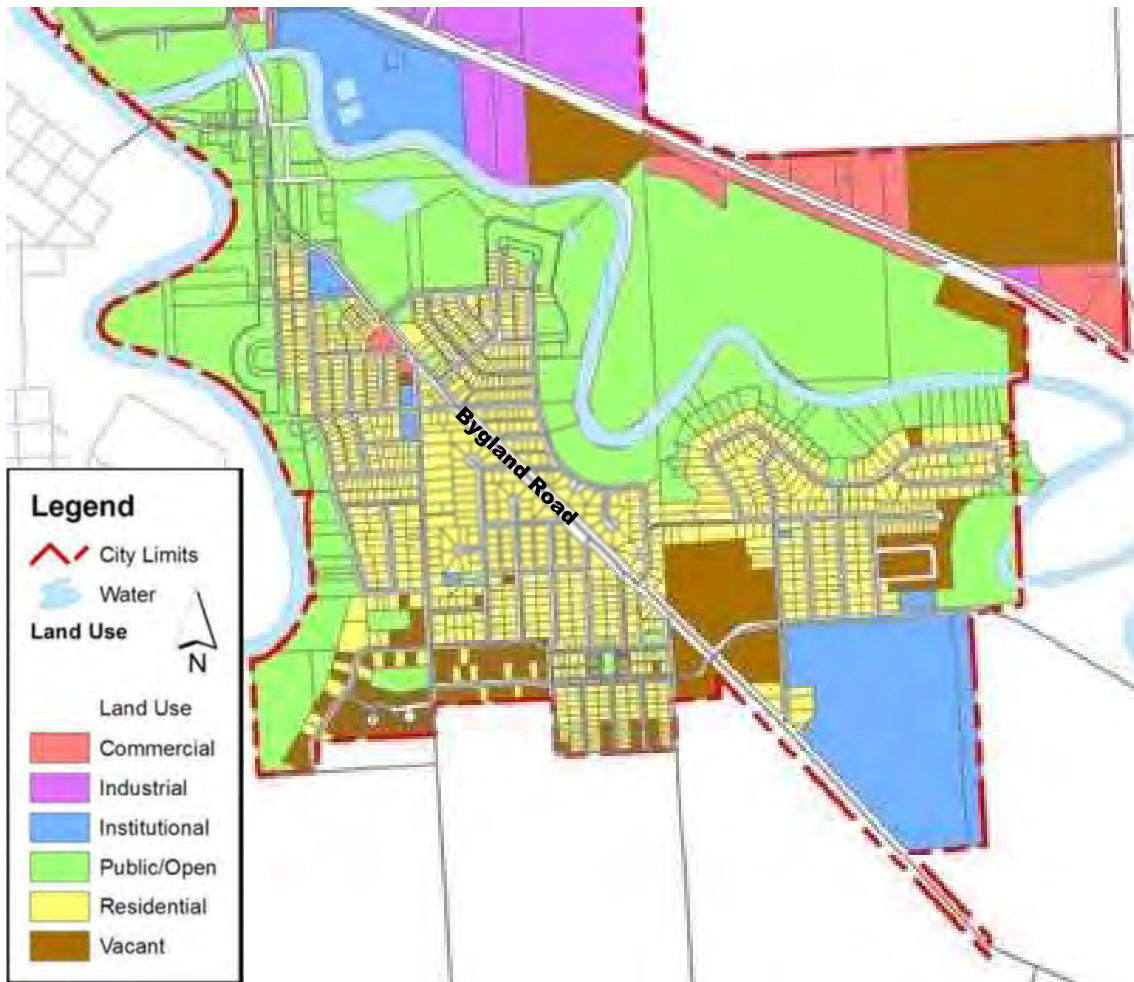 Bygland Road
Legend
City Limits
Water
Land Use
N
Land Use
Commercial
Industrial
Institutional
Public/Open
Residential
Vacant